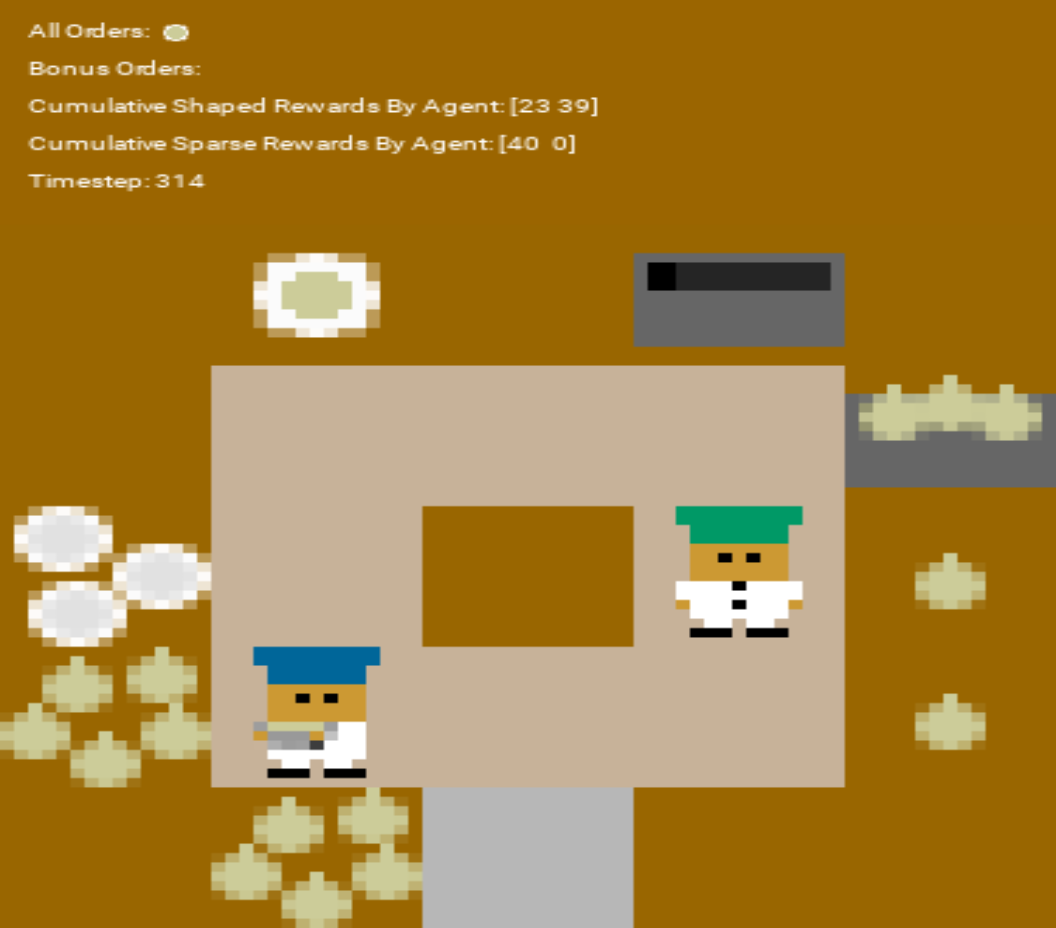 All Orders:
Bonus Orders:
Cumulative Shaped Rewards By Agent: [23 39]
Cumulative Sparse Rewards By Agent: [40  0]
Timestep: 314